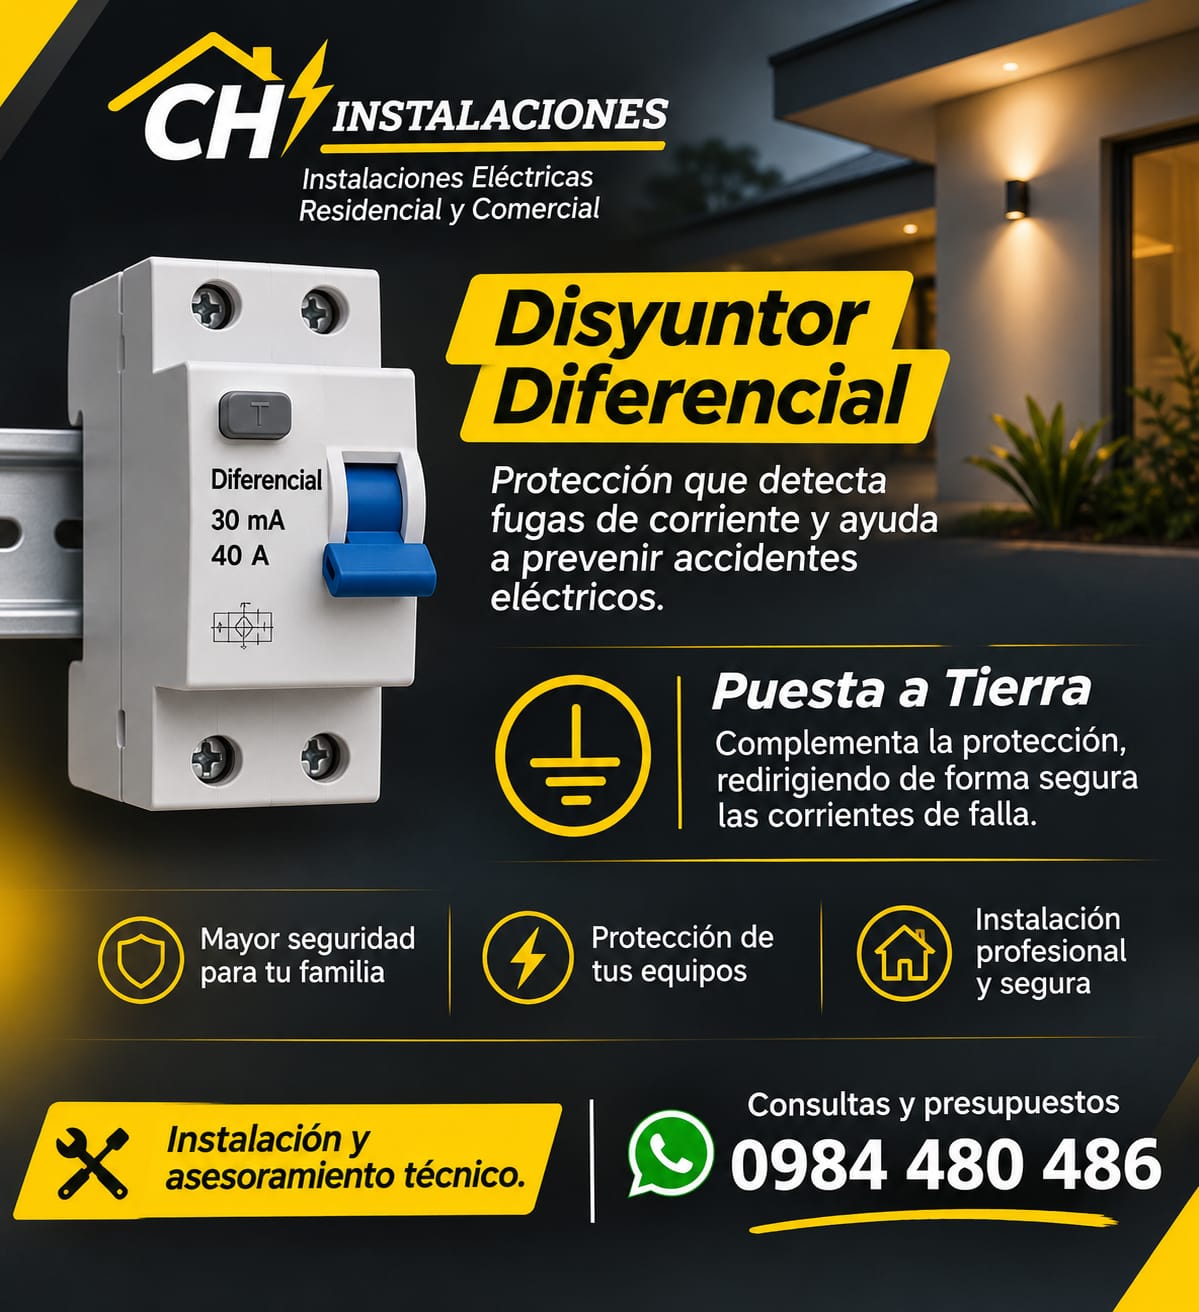 CH INSTALACIONES
Instalaciones Eléctricas
Residencial y Comercial
Disyuntor
Diferencial
T
Diferencial
30 mA
40 A
Protección que detecta
fugas de corriente y ayuda
a prevenir accidentes
eléctricos.
Puesta a Tierra
Complementa la protección,
redirigiendo de forma segura
las corrientes de falla.
Mayor seguridad
para tu familia
Protección de
tus equipos
Instalación
profesional
y segura
Instalación y
asesoramiento técnico.
Consultas y presupuestos
0984 480 486